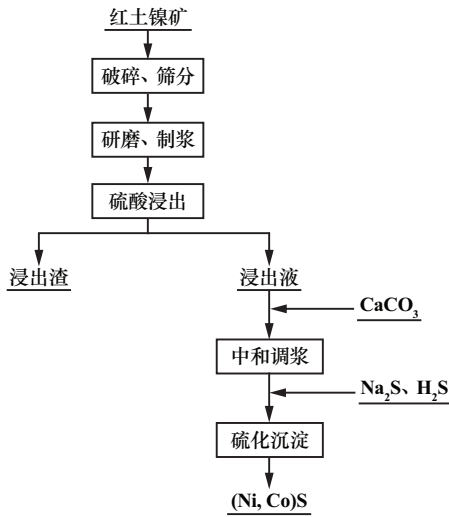 红土镍矿
破碎、筛分
研磨、制浆
硫酸浸出
浸出渣
浸出液
CaCO₃
中和调浆
Na₂S、H₂S
硫化沉淀
(Ni, Co)S